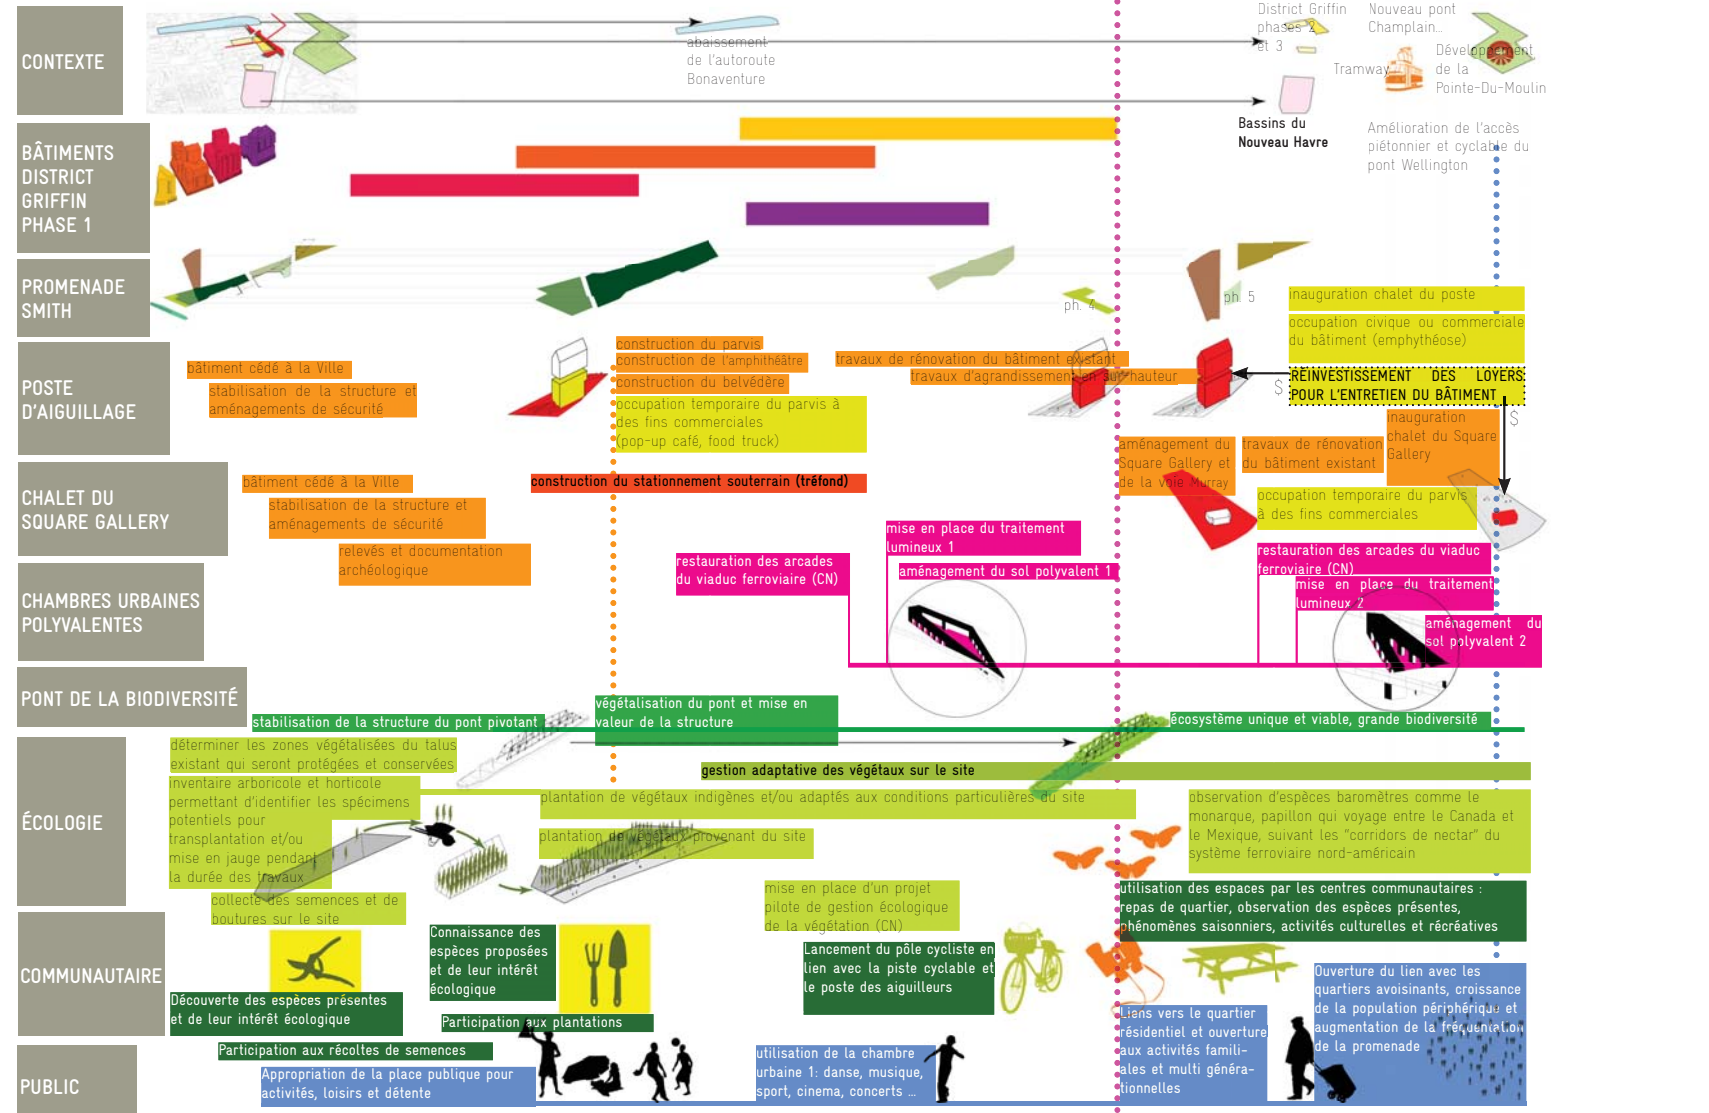 CONTEXTE
abaissement
de l'autoroute
Bonaventure
District Griffin
phases 2
et 3
Nouveau pont
Champlain...
Tramway
Développement
de la
Pointe-Du-Moulin
Bassins du
Nouveau Havre
Amélioration de l'accès
piétonnier et cyclable du
pont Wellington
BÂTIMENTS
DISTRICT
GRIFFIN
PHASE 1
PROMENADE
SMITH
ph. 4
ph. 5
POSTE
D'AIGUILLAGE
bâtiment cédé à la Ville
stabilisation de la structure et
aménagements de sécurité
construction du parvis
construction de l'amphithéâtre
construction du belvédère
occupation temporaire du parvis à
des fins commerciales
(pop-up café, food truck)
travaux de rénovation du bâtiment existant
travaux d'agrandissement en sur-hauteur
inauguration chalet du poste
occupation civique ou commerciale
du bâtiment (emphythéose)
RÉINVESTISSEMENT DES LOYERS
POUR L'ENTRETIEN DU BÂTIMENT
$
$
CHALET DU
SQUARE GALLERY
bâtiment cédé à la Ville
stabilisation de la structure et
aménagements de sécurité
relevés et documentation
archéologique
construction du stationnement souterrain (tréfond)
aménagement du
Square Gallery et
de la voie Murray
travaux de rénovation
du bâtiment existant
inauguration
chalet du Square
Gallery
occupation temporaire du parvis
à des fins commerciales
CHAMBRES URBAINES
POLYVALENTES
restauration des arcades
du viaduc ferroviaire (CN)
mise en place du traitement
lumineux 1
aménagement du sol polyvalent 1
restauration des arcades du viaduc
ferroviaire (CN)
mise en place du traitement
lumineux 2
aménagement du
sol polyvalent 2
PONT DE LA BIODIVERSITÉ
stabilisation de la structure du pont pivotant
végétalisation du pont et mise en
valeur de la structure
écosystème unique et viable, grande biodiversité
ÉCOLOGIE
déterminer les zones végétalisées du talus
existant qui seront protégées et conservées
inventaire arboricole et horticole
permettant d'identifier les spécimens
potentiels pour
transplantation et/ou
mise en jauge pendant
la durée des travaux
collecte des semences et de
boutures sur le site
gestion adaptative des végétaux sur le site
plantation de végétaux indigènes et/ou adaptés aux conditions particulières du site
plantation de végétaux provenant du site
mise en place d'un projet
pilote de gestion écologique
de la végétation (CN)
observation d'espèces baromètres comme le
monarque, papillon qui voyage entre le Canada et
le Mexique, suivant les "corridors de nectar" du
système ferroviaire nord-américain
COMMUNAUTAIRE
Découverte des espèces présentes
et de leur intérêt écologique
Connaissance des
espèces proposées
et de leur intérêt
écologique
Participation aux plantations
Participation aux récoltes de semences
Lancement du pôle cycliste en
lien avec la piste cyclable et
le poste des aiguilleurs
utilisation des espaces par les centres communautaires :
repas de quartier, observation des espèces présentes,
phénomènes saisonniers, activités culturelles et récréatives
PUBLIC
Appropriation de la place publique pour
activités, loisirs et détente
utilisation de la chambre
urbaine 1: danse, musique,
sport, cinema, concerts ...
Liens vers le quartier
résidentiel et ouverture
aux activités famili-
ales et multi généra-
tionnelles
Ouverture du lien avec les
quartiers avoisinants, croissance
de la population périphérique et
augmentation de la fréquentation
de la promenade